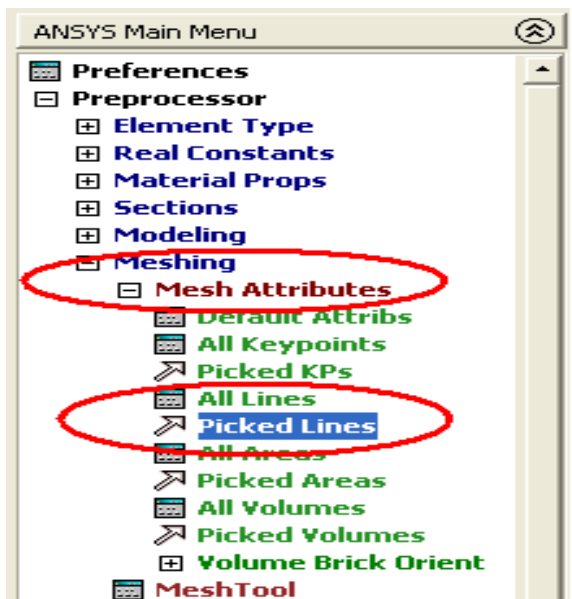 ANSYS Main Menu
Preferences
Preprocessor
Element Type
Real Constants
Material Props
Sections
Modeling
Meshing
Mesh Attributes
Default Attribs
All Keypoints
Picked KPs
All Lines
Picked Lines
All Areas
Picked Areas
All Volumes
Picked Volumes
Volume Brick Orient
MeshTool